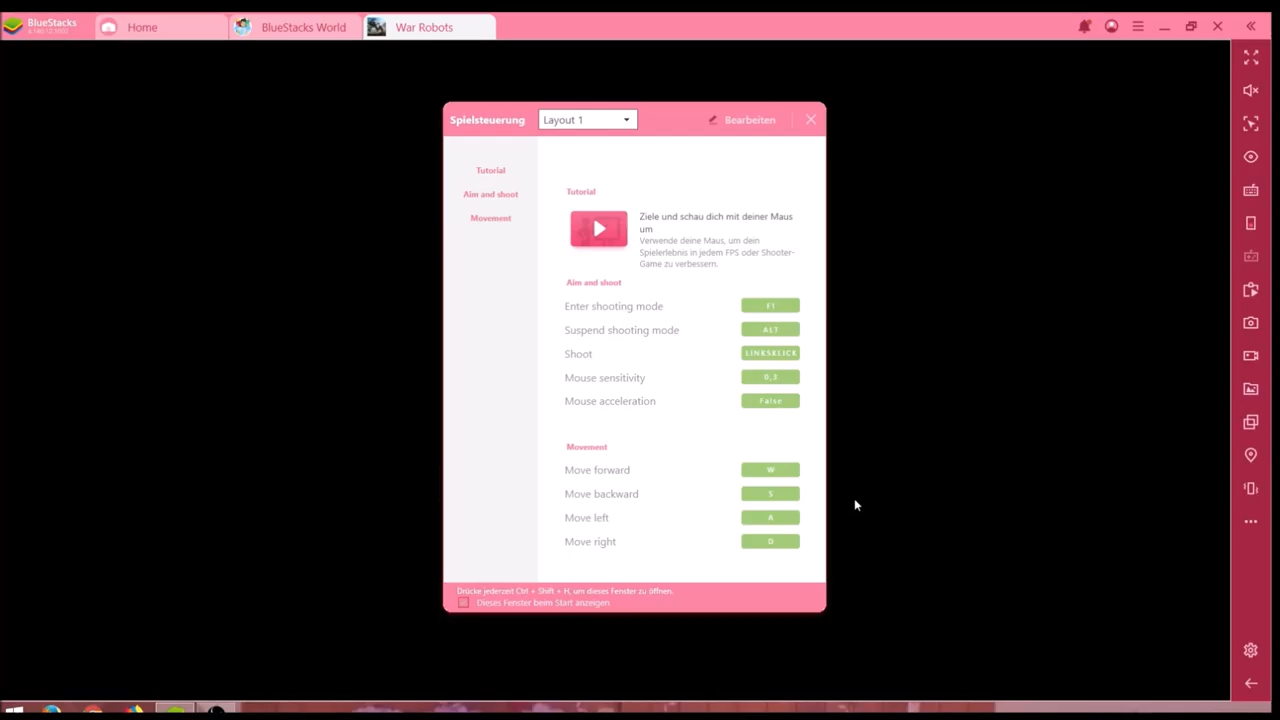 BlueStacks
Home
BlueStacks World
War Robots
Spielsteuerung
Layout 1
Bearbeiten
Tutorial
Aim and shoot
Movement
Tutorial
Ziele und schau dich mit deiner Maus
um
Verwende deine Maus, um dein
Spielerlebnis in jedem FPS oder Shooter-
Game zu verbessern.
Aim and shoot
Enter shooting mode F1
Suspend shooting mode ALT
Shoot LINKSKLICK
Mouse sensitivity 0,3
Mouse acceleration False
Movement
Move forward W
Move backward S
Move left A
Move right D
Drücke jederzeit Ctrl + Shift + H, um dieses Fenster zu öffnen.
Dieses Fenster beim Start anzeigen